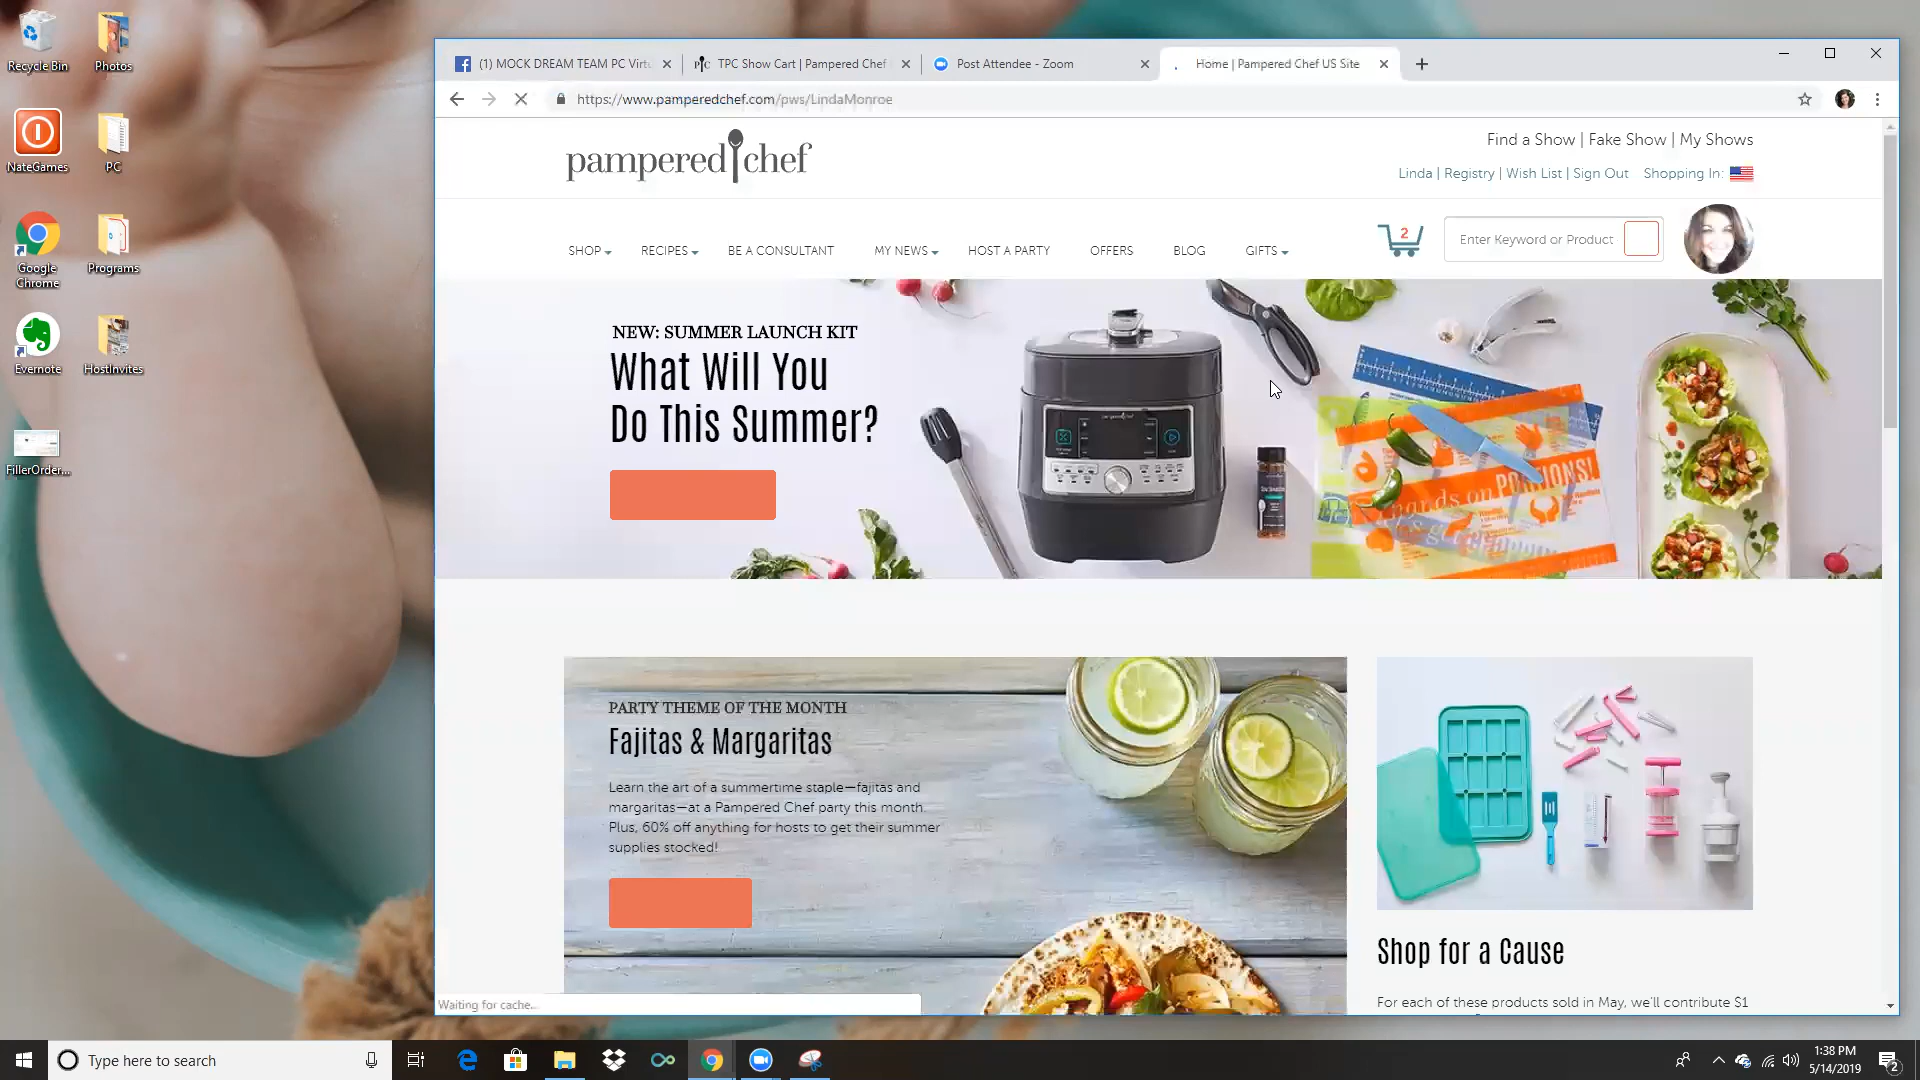 Recycle Bin
Photos
NateGames
PC
Google
Chrome
Programs
Evernote
HostInvites
FillerOrder...
(1) MOCK DREAM TEAM PC Virtu
TPC Show Cart | Pampered Chef
Post Attendee - Zoom
Home | Pampered Chef US Site
https://www.pamperedchef.com/pws/LindaMonroe
pampered chef
Find a Show | Fake Show | My Shows
Linda | Registry | Wish List | Sign Out Shopping In:
SHOP
RECIPES
BE A CONSULTANT
MY NEWS
HOST A PARTY
OFFERS
BLOG
GIFTS
2
Enter Keyword or Product
NEW: SUMMER LAUNCH KIT
What Will You
Do This Summer?
PARTY THEME OF THE MONTH
Fajitas & Margaritas
Learn the art of a summertime staple—fajitas and
margaritas—at a Pampered Chef party this month.
Plus, 60% off anything for hosts to get their summer
supplies stocked!
Shop for a Cause
For each of these products sold in May, we'll contribute $1
Waiting for cache...
Type here to search
1:38 PM
5/14/2019
2